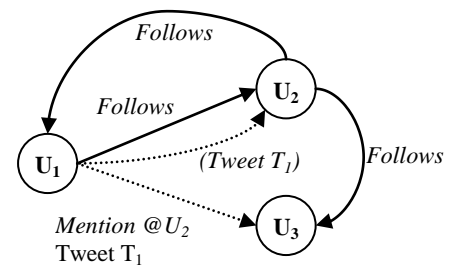 Follows
U2
Follows
Follows
U1
(Tweet T1)
U3
Mention @U2
Tweet T1